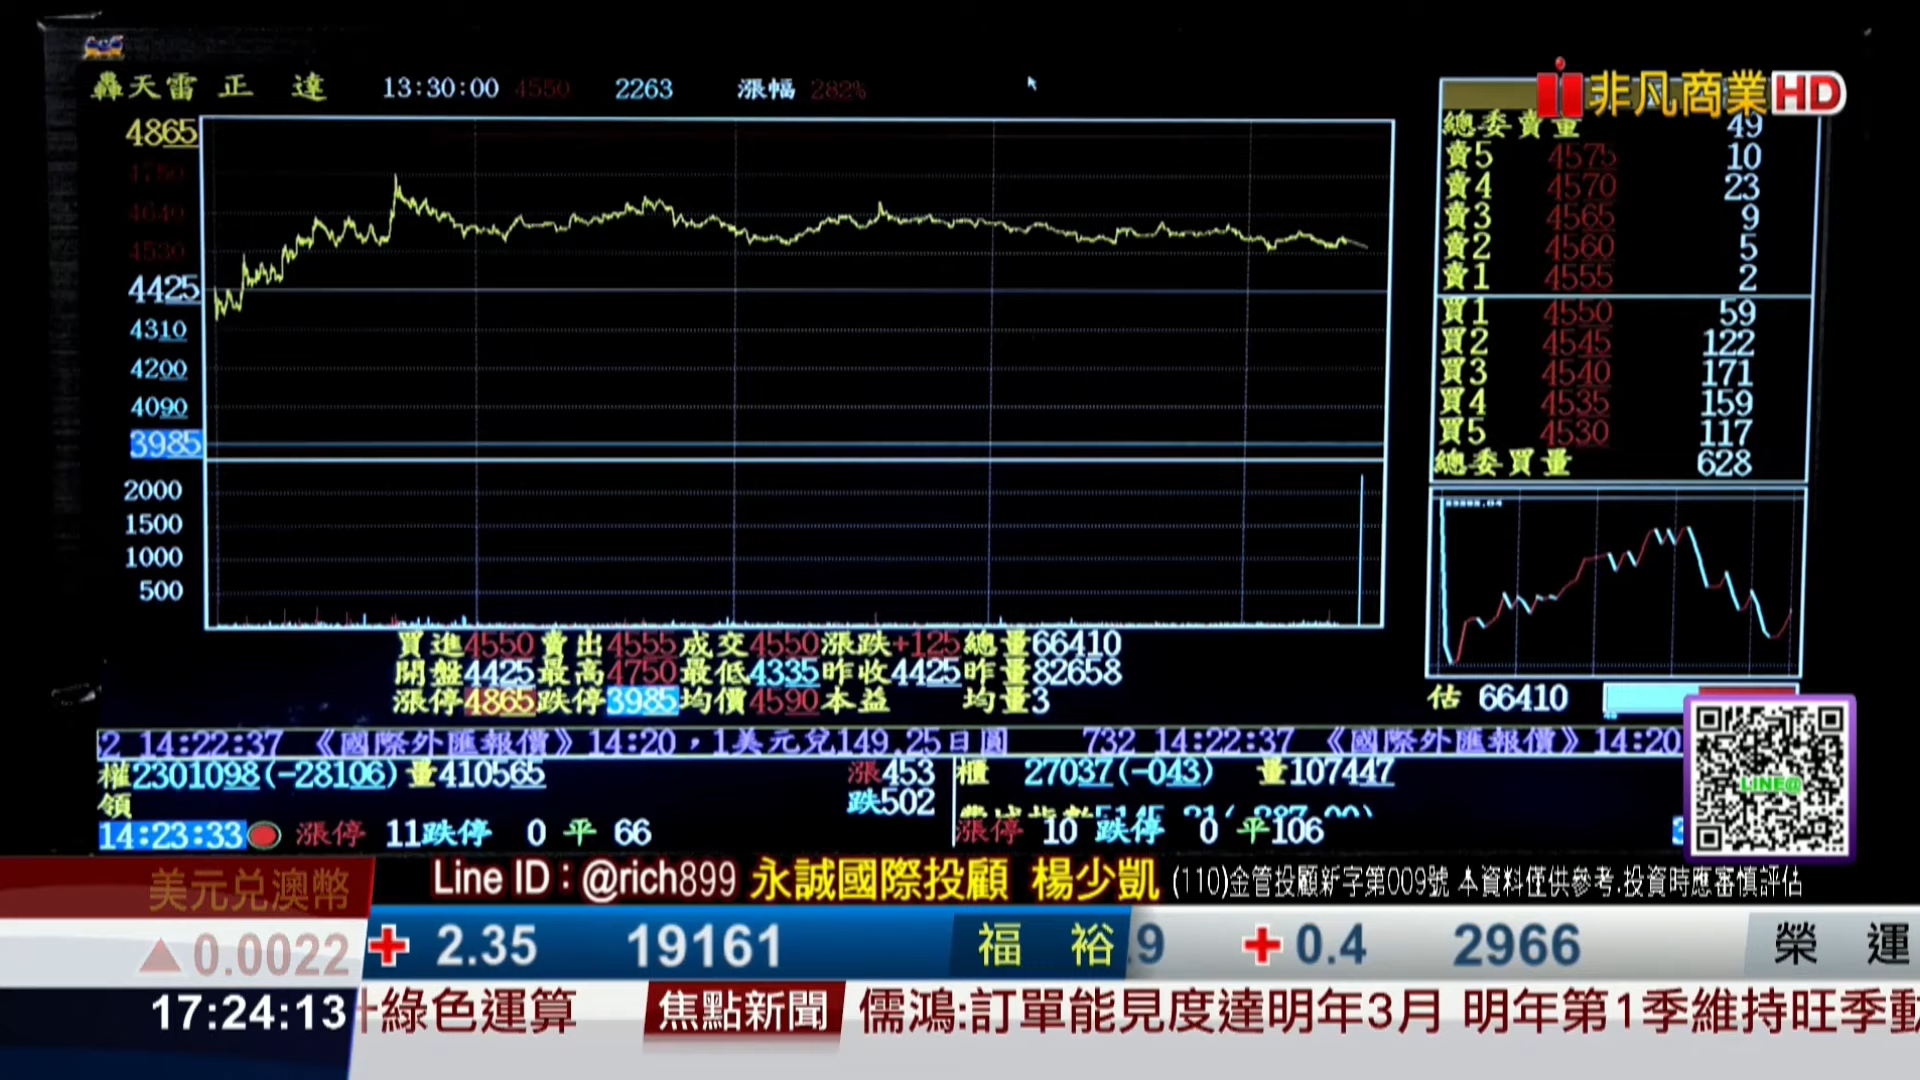 轟天雷 正 達 13:30:00 4550 2263 漲幅 282%
非凡商業HD
4865
4750
4640
4530
4425
4310
4200
4090
3985
2000
1500
1000
500
總委賣量 49
賣5 4575 10
賣4 4570 23
賣3 4565 9
賣2 4560 5
賣1 4555 2
買1 4550 59
買2 4545 122
買3 4540 171
買4 4535 159
買5 4530 117
總委買量 628
估 66410
買進4550 賣出4555 成交4550 漲跌+125 總量66410
開盤4425 最高4750 最低4335 昨收4425 昨量82658
漲停4865 跌停3985 均價4590 本益 均量3
2 14:22:37 《國際外匯報價》14:20，1美元兌149.25日圓 732 14:22:37 《國際外匯報價》14:20
權2301098(-28106) 量410565 漲453 櫃 27037(-043) 量107447
領 跌502
14:23:33 漲停 11 跌停 0 平 66 漲停 10 跌停 0 平106
LINE@
美元兌澳幣 Line ID：@rich899 永誠國際投顧 楊少凱 (110)金管投顧新字第009號 本資料僅供參考.投資時應審慎評估
▲0.0022 + 2.35 19161 福 裕 .9 + 0.4 2966 榮 運
17:24:13 綠色運算 焦點新聞 儒鴻:訂單能見度達明年3月 明年第1季維持旺季動